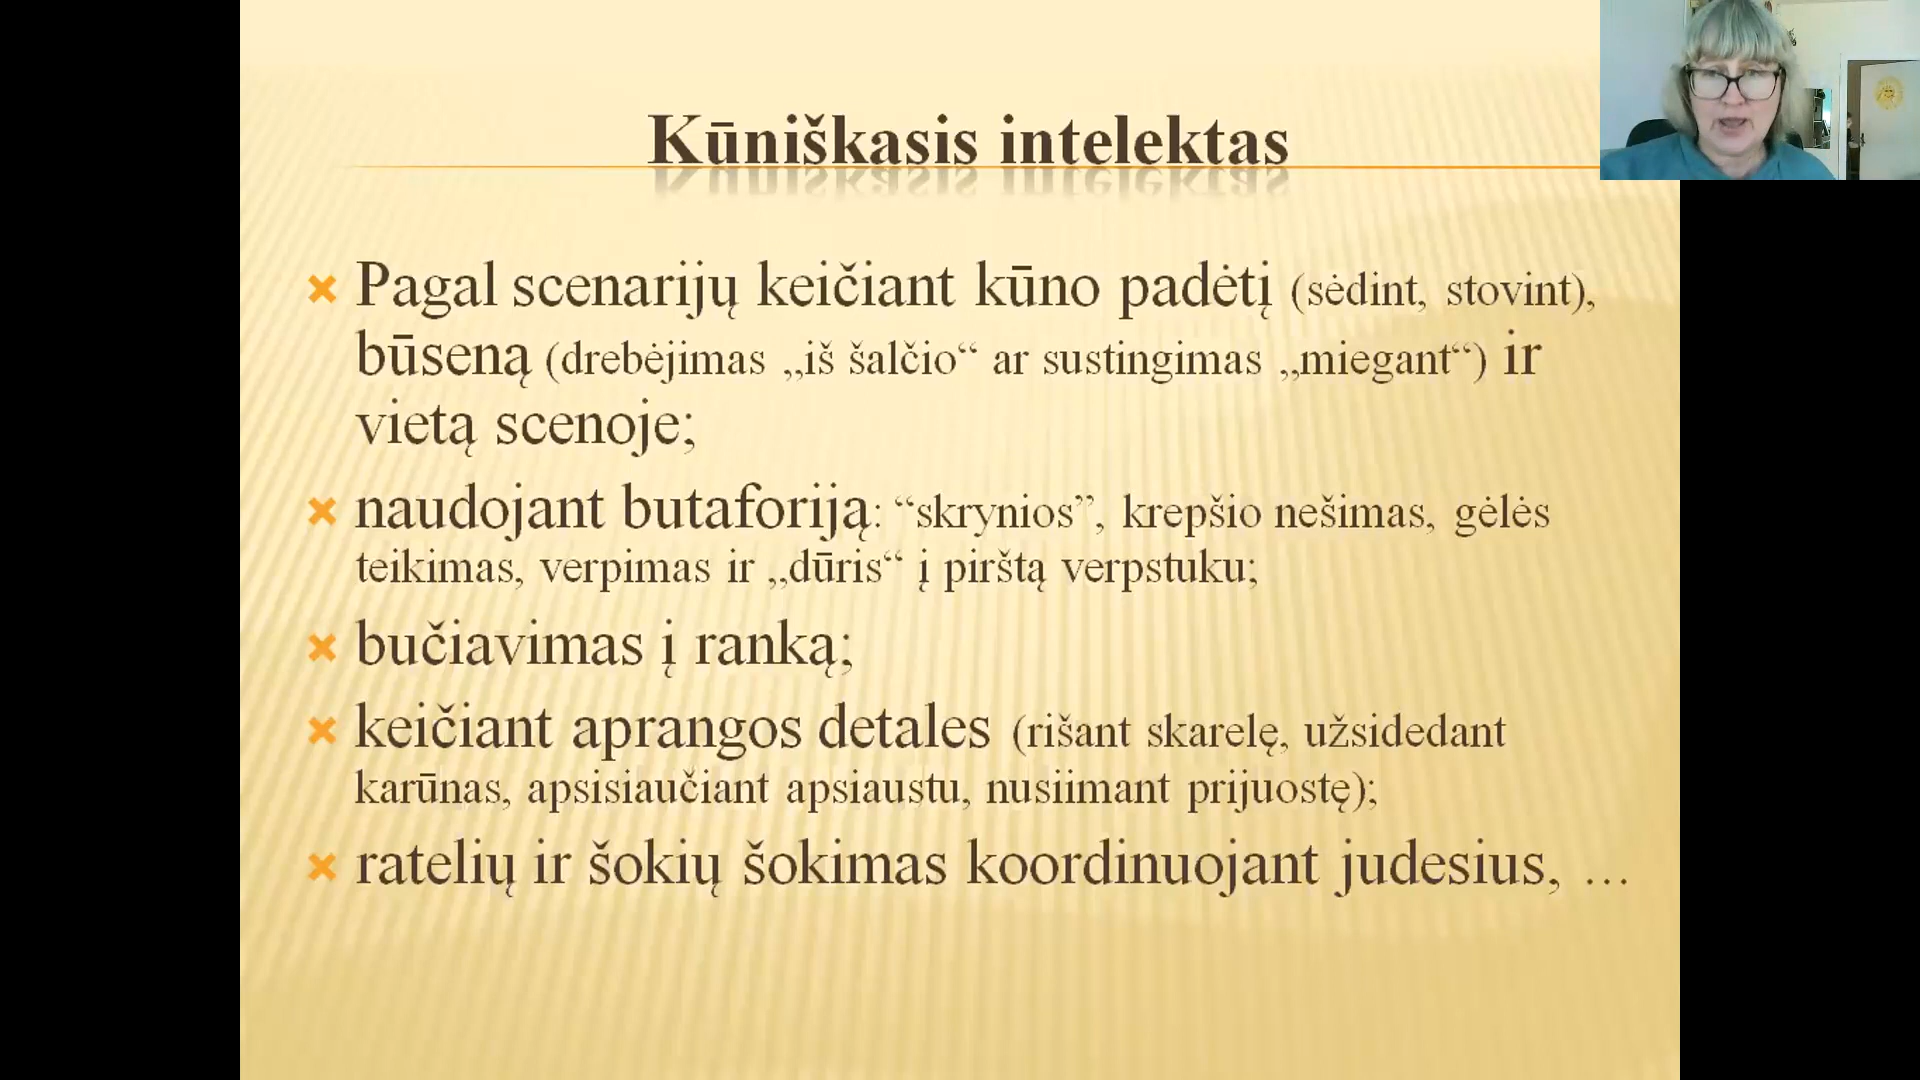 Kūniškasis intelektas
Pagal scenarijų keičiant kūno padėtį (sėdint, stovint),
būseną (drebėjimas „iš šalčio“ ar sustingimas „miegant“) ir
vietą scenoje;
naudojant butaforiją: “skrynios”, krepšio nešimas, gėlės
teikimas, verpimas ir „dūris“ į pirštą verpstuku;
bučiavimas į ranką;
keičiant aprangos detales (rišant skarelę, užsidedant
karūnas, apsisiaučiant apsiaustu, nusiimant prijuostę);
ratelių ir šokių šokimas koordinuojant judesius, …